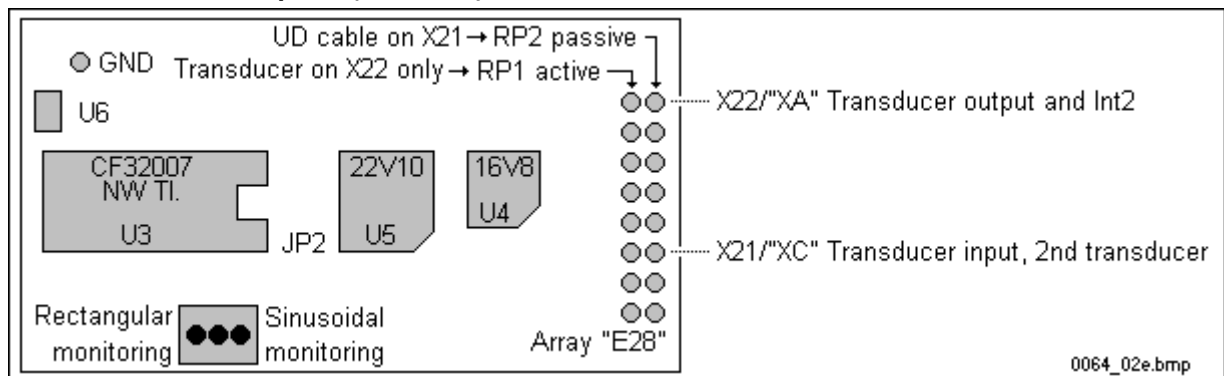 UD cable on X21→ RP2 passive
GND
Transducer on X22 only→ RP1 active
U6
X22/"XA" Transducer output and Int2
CF32007
NW TI.
U3
JP2
22V10
U5
16V8
U4
X21/"XC" Transducer input, 2nd transducer
Rectangular
monitoring
Sinusoidal
monitoring
Array "E28"
0064_02e.bmp